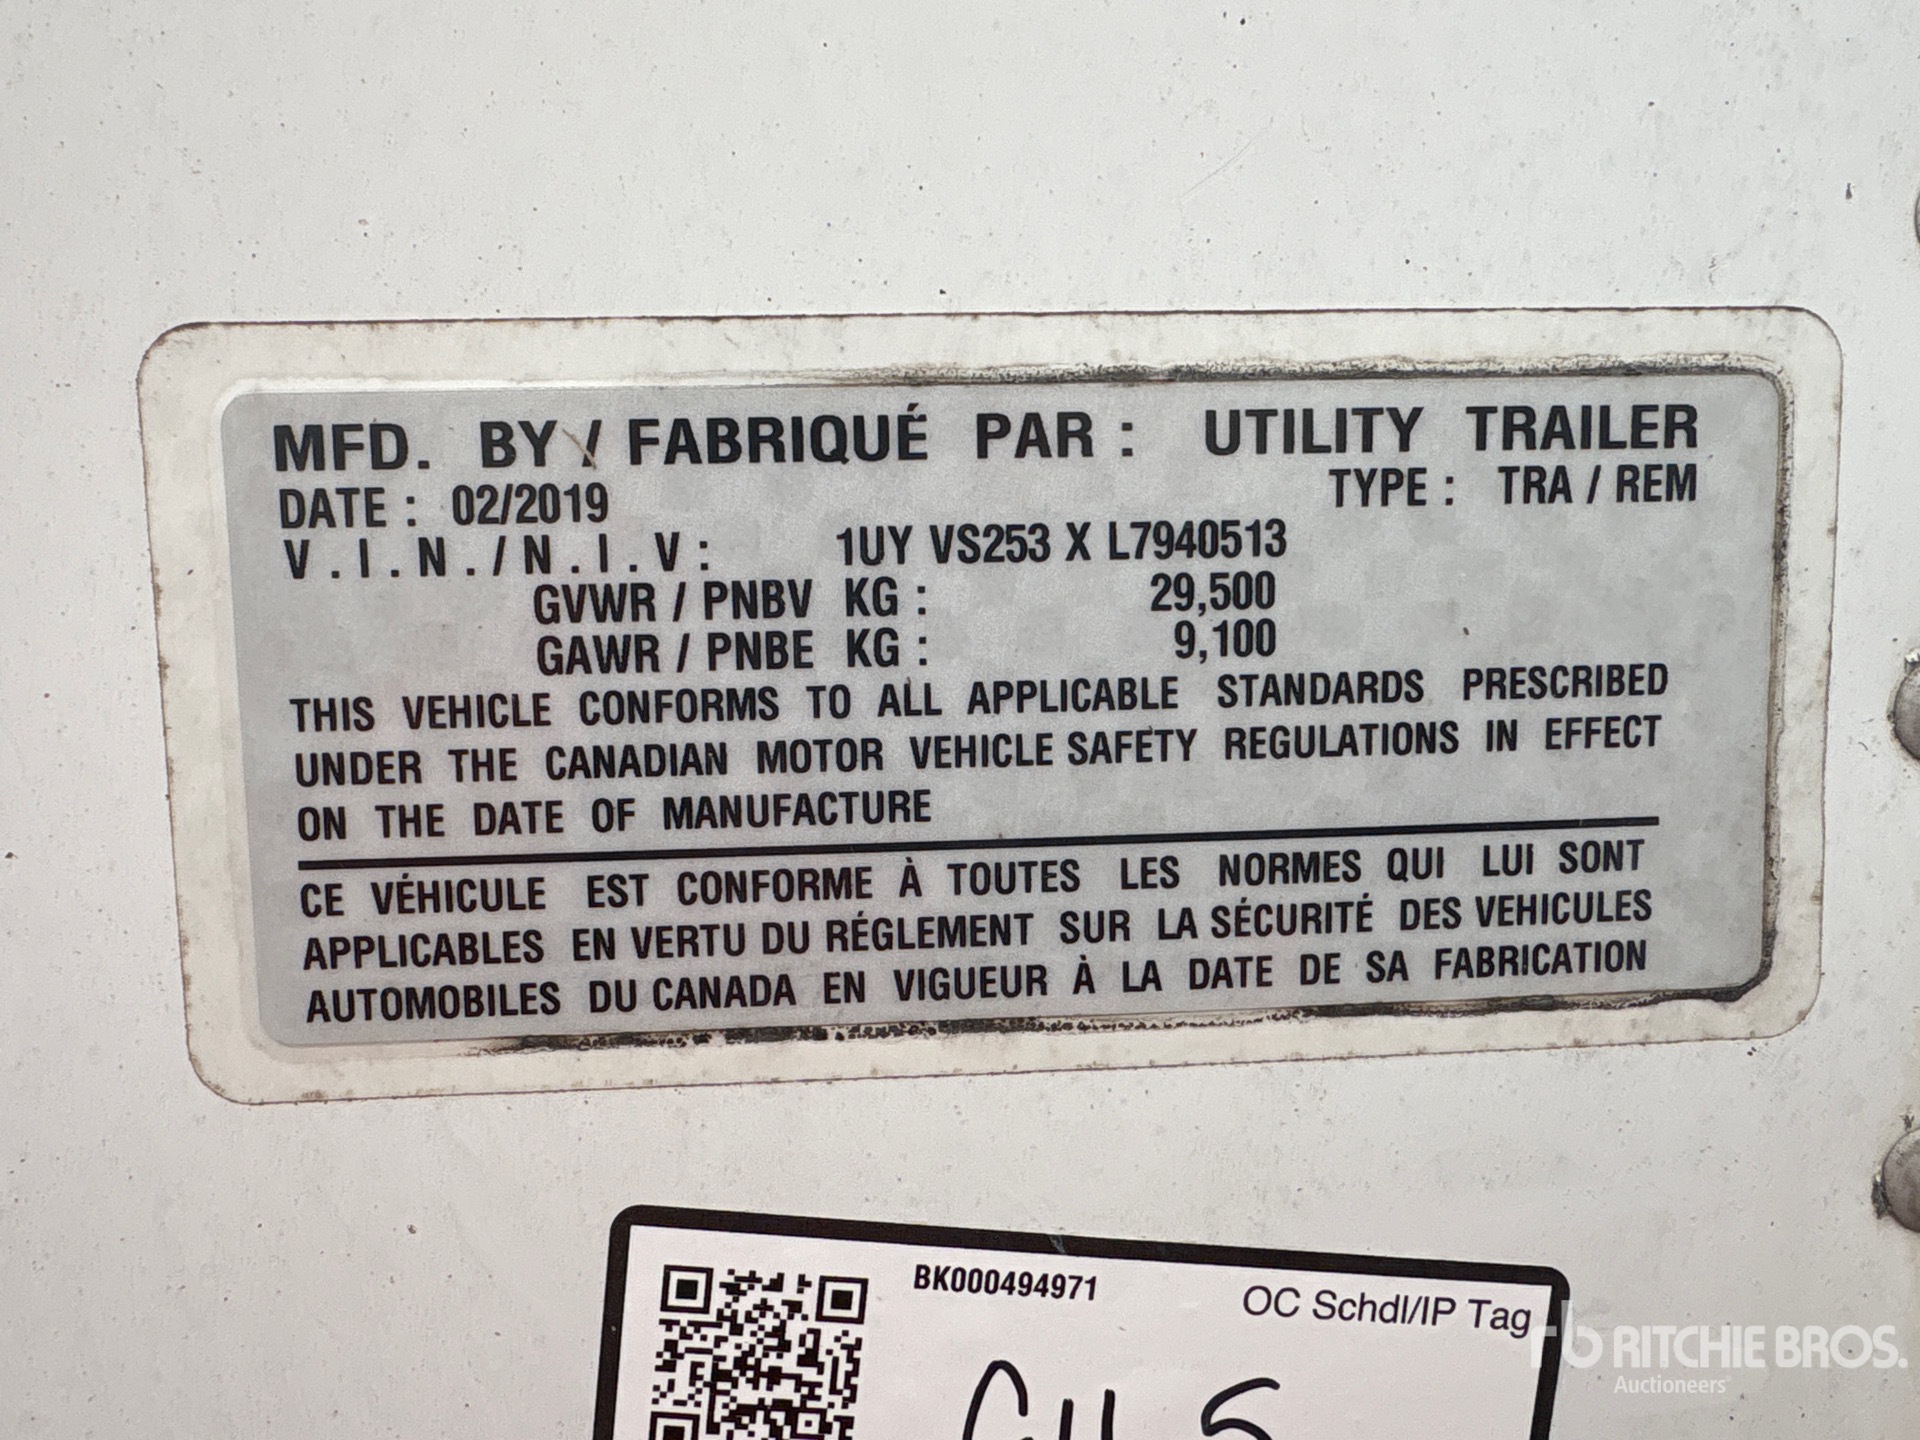 MFD. BY / FABRIQUÉ PAR : UTILITY TRAILER
DATE : 02/2019 TYPE : TRA / REM
V.I.N./N.I.V: 1UY VS253 X L7940513
GVWR / PNBV KG : 29,500
GAWR / PNBE KG : 9,100
THIS VEHICLE CONFORMS TO ALL APPLICABLE STANDARDS PRESCRIBED
UNDER THE CANADIAN MOTOR VEHICLE SAFETY REGULATIONS IN EFFECT
ON THE DATE OF MANUFACTURE
CE VÉHICULE EST CONFORME À TOUTES LES NORMES QUI LUI SONT
APPLICABLES EN VERTU DU RÉGLEMENT SUR LA SÉCURITÉ DES VEHICULES
AUTOMOBILES DU CANADA EN VIGUEUR À LA DATE DE SA FABRICATION
BK000494971 OC Schdl/IP Tag
rb RITCHIE BROS.
Auctioneers